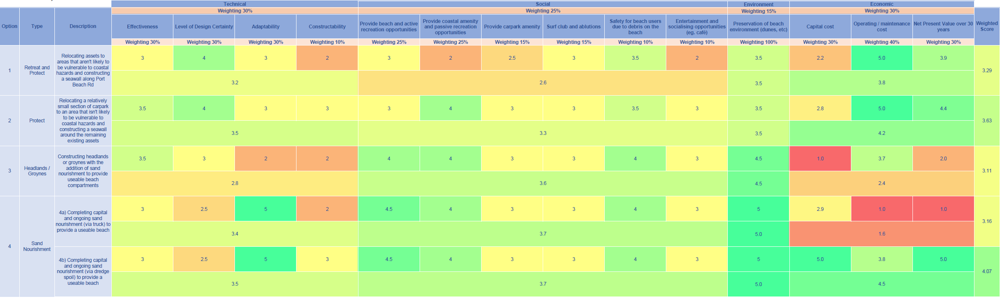 Technical Social Environment Economic
Weighting 30% Weighting 25% Weighting 15% Weighting 30%
Option Type Description Effectiveness Level of Design Certainty Adaptability Constructability Provide beach and active recreation opportunities Provide coastal amenity and passive recreation opportunities Provide carpark amenity Surf club and ablutions Safety for beach users due to debris on the beach Entertainment and socialising opportunities (eg. café) Preservation of beach environment (dunes, etc) Capital cost Operating / maintenance cost Net Present Value over 30 years Weighted Score
Weighting 30% Weighting 30% Weighting 30% Weighting 10% Weighting 25% Weighting 25% Weighting 15% Weighting 15% Weighting 10% Weighting 10% Weighting 100% Weighting 30% Weighting 40% Weighting 30%
1
Retreat and
Protect
Relocating assets to
areas that aren't likely to
be vulnerable to coastal
hazards and constructing
a seawall along Port
Beach Rd
3 4 3 2 3 2 2.5 3 3.5 2 3.5 2.2 5.0 3.9
3.2 2.6 3.5 3.8
3.29
2
Protect
Relocating a relatively
small section of carpark
to an area that isn't likely
to be vulnerable to
coastal hazards and
constructing a seawall
around the remaining
existing assets
3.5 4 3 3 3 4 3 3 3.5 3 3.5 2.8 5.0 4.4
3.5 3.3 3.5 4.2
3.63
3
Headlands /
Groynes
Constructing headlands
or groynes with the
addition of sand
nourishment to provide
useable beach
compartments
3.5 3 2 2 4 4 3 3 4 3 4.5 1.0 3.7 2.0
2.8 3.6 4.5 2.4
3.11
4
Sand
Nourishment
4a) Completing capital
and ongoing sand
nourishment (via truck) to
provide a useable beach
3 2.5 5 2 4.5 4 3 3 4 3 5 2.9 1.0 1.0
3.4 3.7 5.0 1.6
3.16
4b) Completing capital
and ongoing sand
nourishment (via dredge
spoil) to provide a
useable beach
3 2.5 5 3 4.5 4 3 3 4 3 5 5.0 3.8 5.0
3.5 3.7 5.0 4.5
4.07